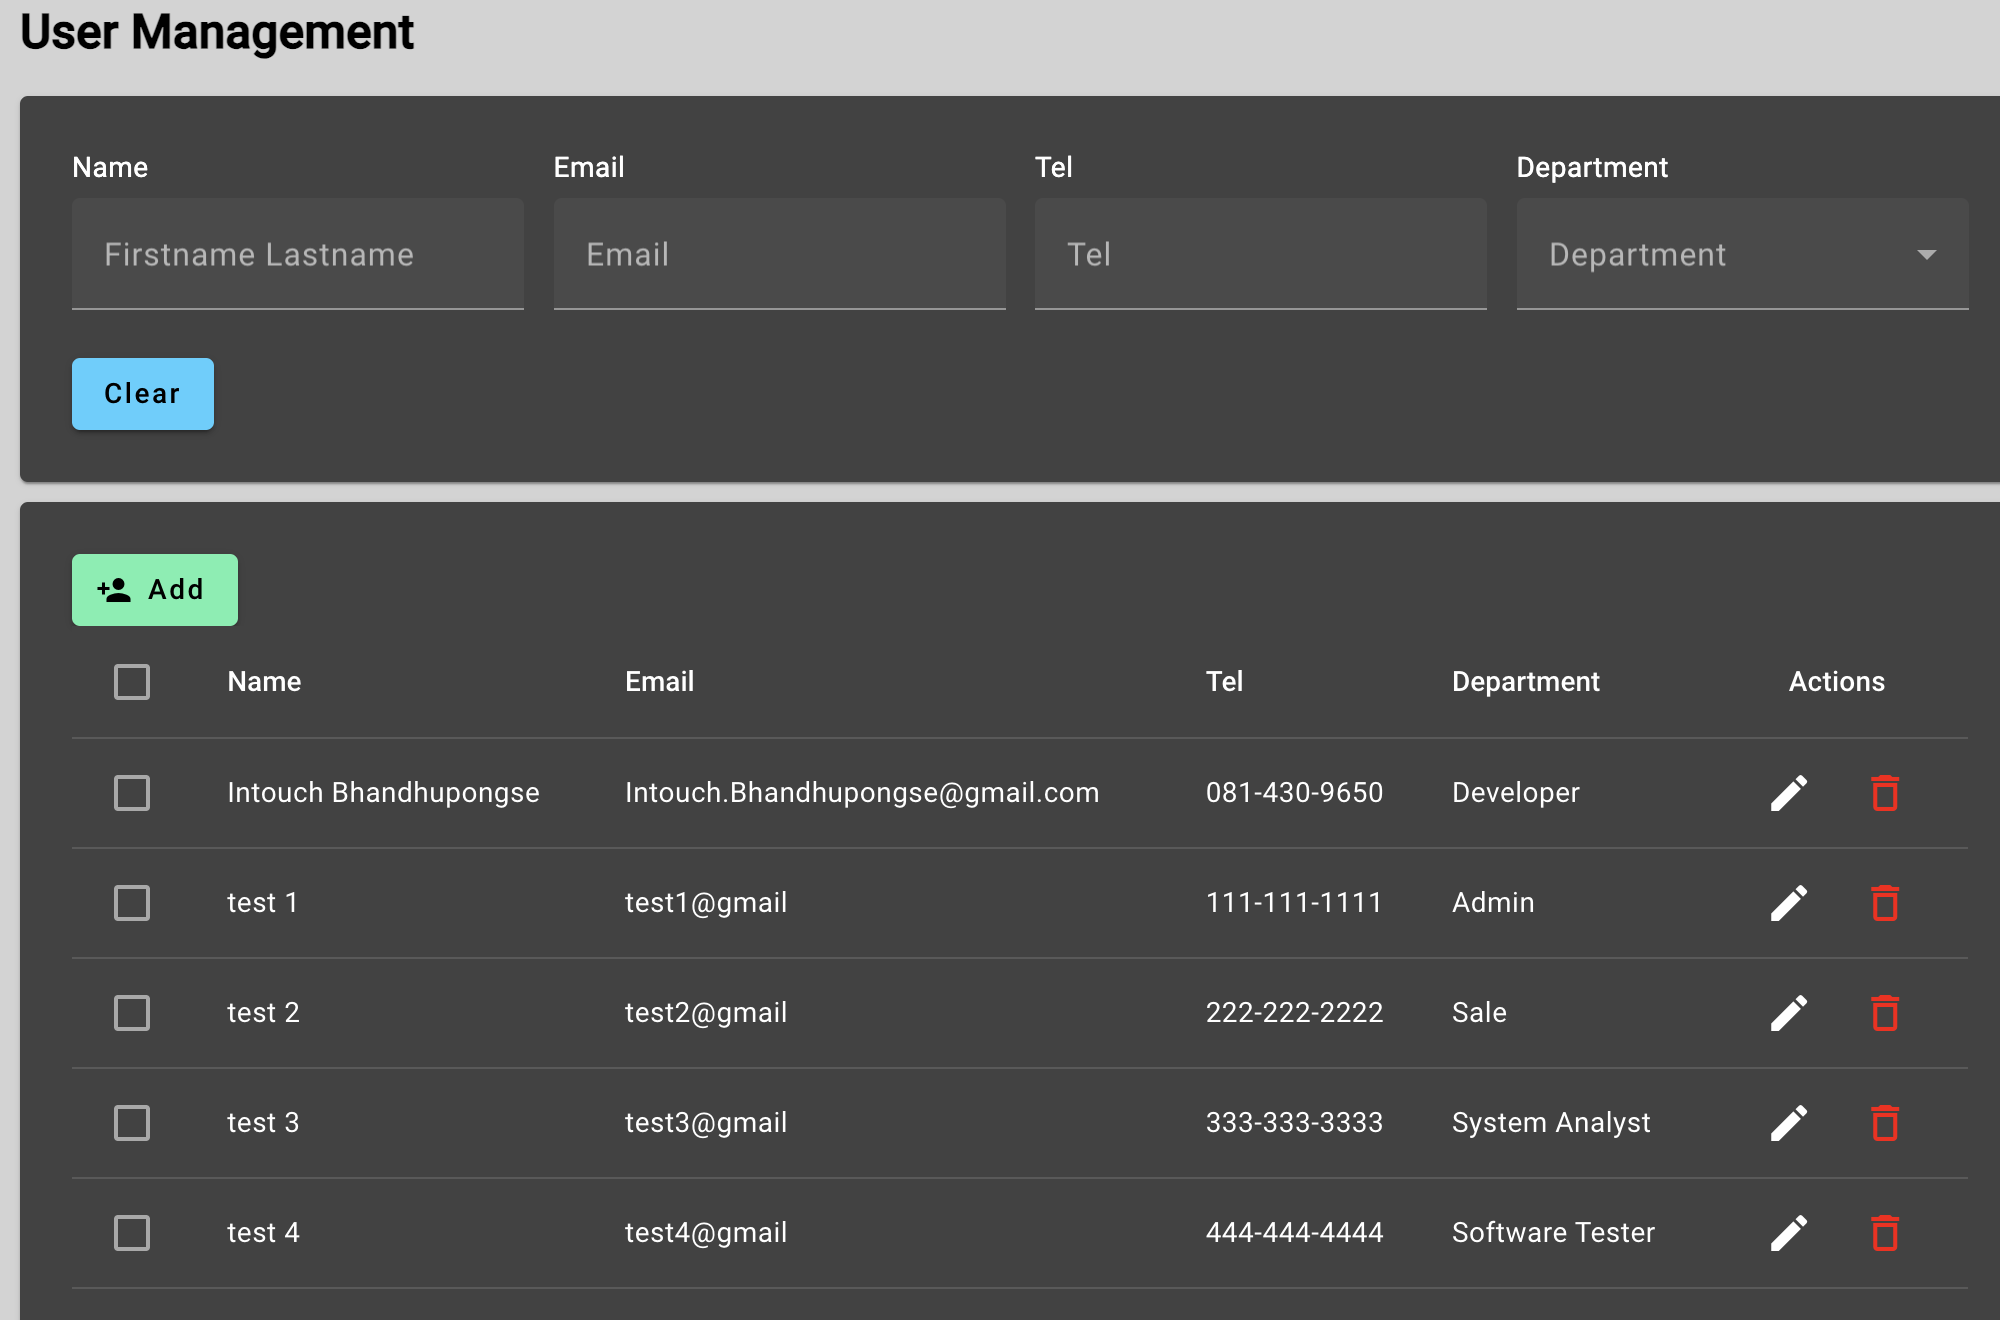 User Management
Name Email Tel Department
Firstname Lastname Email Tel Department
Clear
Add
Name Email Tel Department Actions
Intouch Bhandhupongse Intouch.Bhandhupongse@gmail.com 081-430-9650 Developer
test 1 test1@gmail 111-111-1111 Admin
test 2 test2@gmail 222-222-2222 Sale
test 3 test3@gmail 333-333-3333 System Analyst
test 4 test4@gmail 444-444-4444 Software Tester